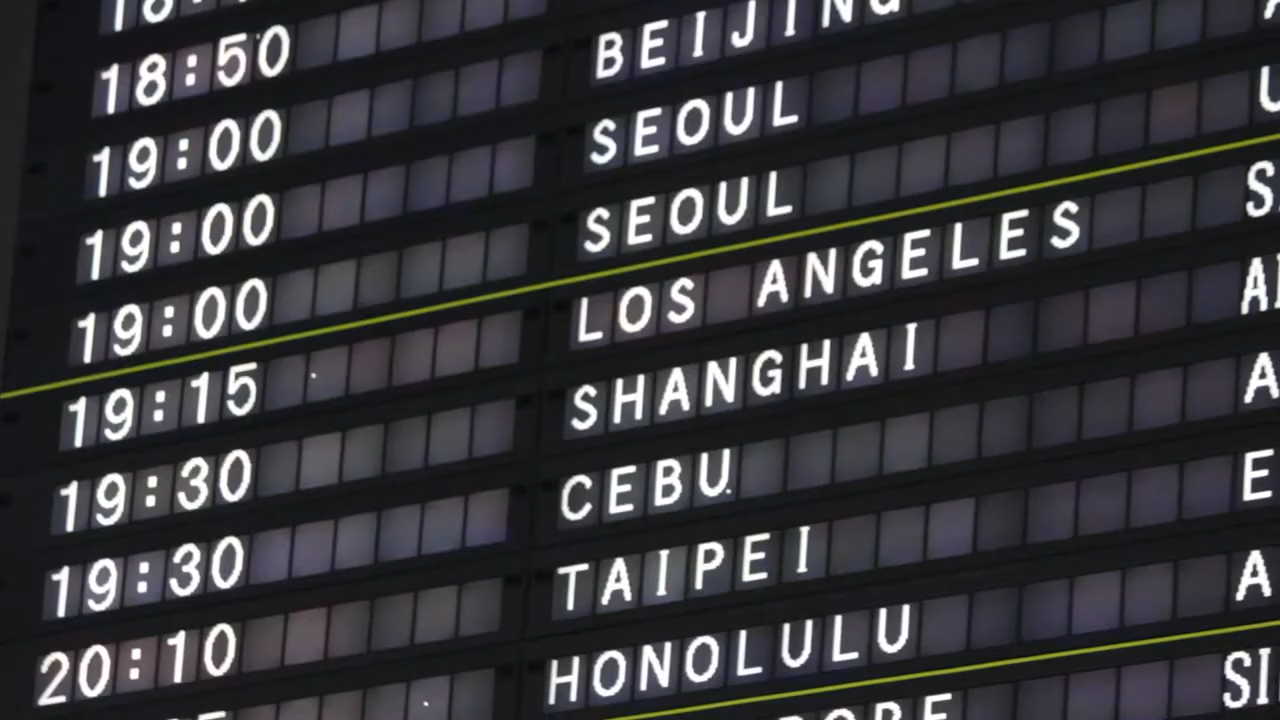 18:50
19:00 BEIJING
19:00 SEOUL
19:00 SEOUL
19:15 LOS ANGELES S
19:30 SHANGHAI
19:30 CEBU A
20:10 TAIPEI E
HONOLULU A
SI